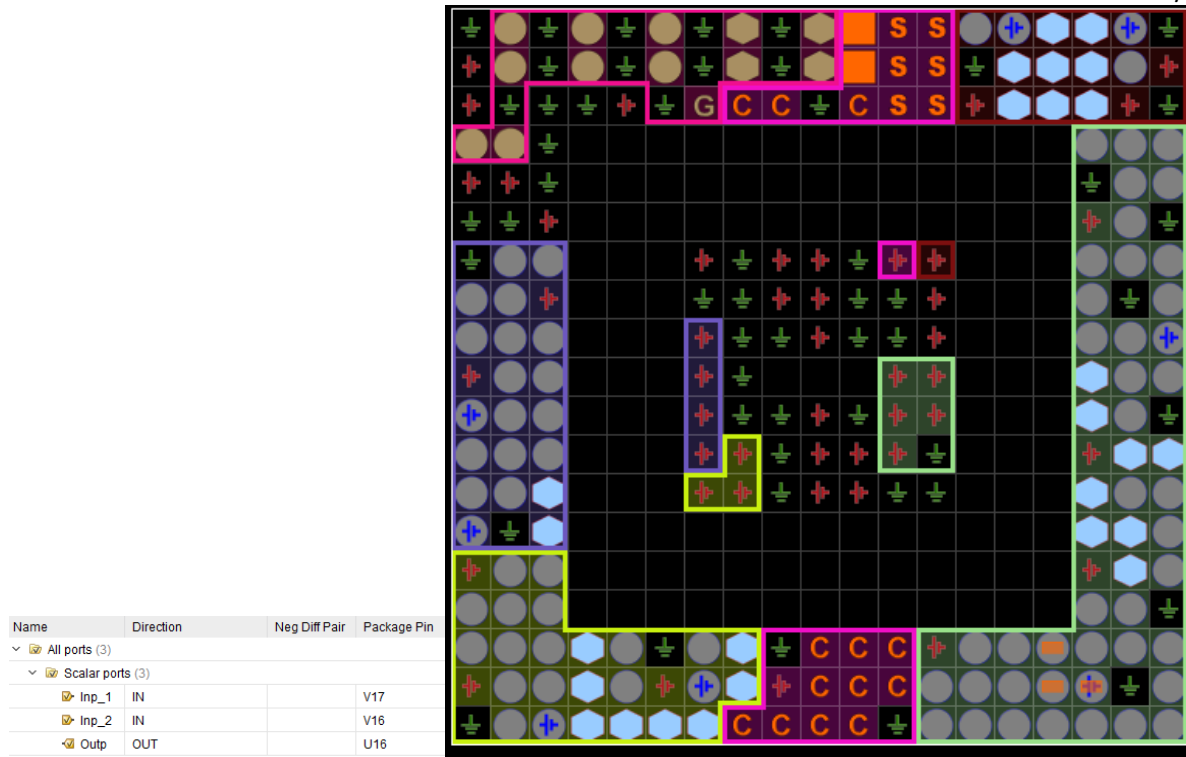 Name Direction Neg Diff Pair Package Pin
All ports (3)
Scalar ports (3)
Inp_1 IN V17
Inp_2 IN V16
Outp OUT U16
S S
S S
G C C C S S
C C C
C C C
C C C C